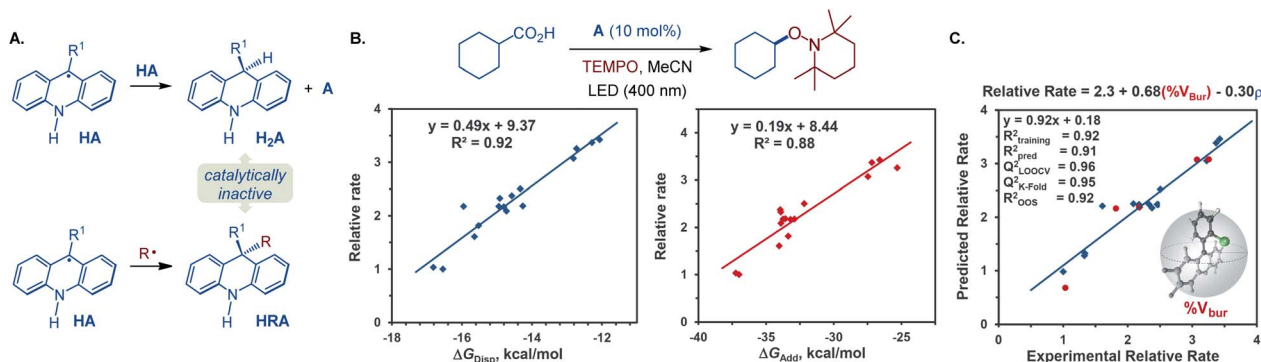 A.
R1
HA
N
H
HA
R1
H
N
H
H2A
+ A
catalytically
inactive
R1
R•
N
H
HA
R1
R
N
H
HRA
B.
CO2H
A (10 mol%)
TEMPO, MeCN
LED (400 nm)
O
N
y = 0.49x + 9.37
R² = 0.92
Relative rate
4
3
2
1
0
-18
-16
-14
-12
ΔGDisp, kcal/mol
y = 0.19x + 8.44
R² = 0.88
Relative rate
4
3
2
1
0
-40
-35
-30
-25
ΔGAdd, kcal/mol
C.
Relative Rate = 2.3 + 0.68(%VBur) - 0.30ρ
y = 0.92x + 0.18
R2training = 0.92
R2pred = 0.91
Q2LOOCV = 0.96
Q2K-Fold = 0.95
R2OOS = 0.92
%Vbur
Predicted Relative Rate
4
3
2
1
0
0
1
2
3
4
Experimental Relative Rate